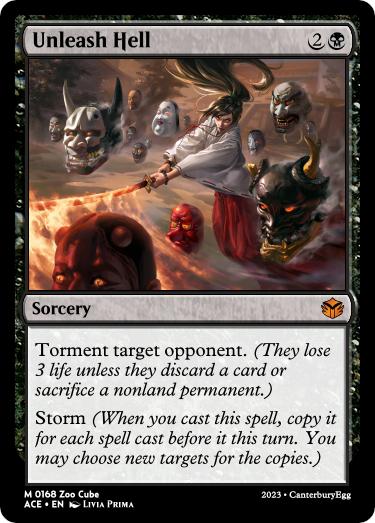 Unleash Hell 2
Sorcery
Torment target opponent. (They lose
3 life unless they discard a card or
sacrifice a nonland permanent.)
Storm (When you cast this spell, copy it
for each spell cast before it this turn. You
may choose new targets for the copies.)
M 0168 Zoo Cube
ACE • EN Livia Prima 2023 • CanterburyEgg